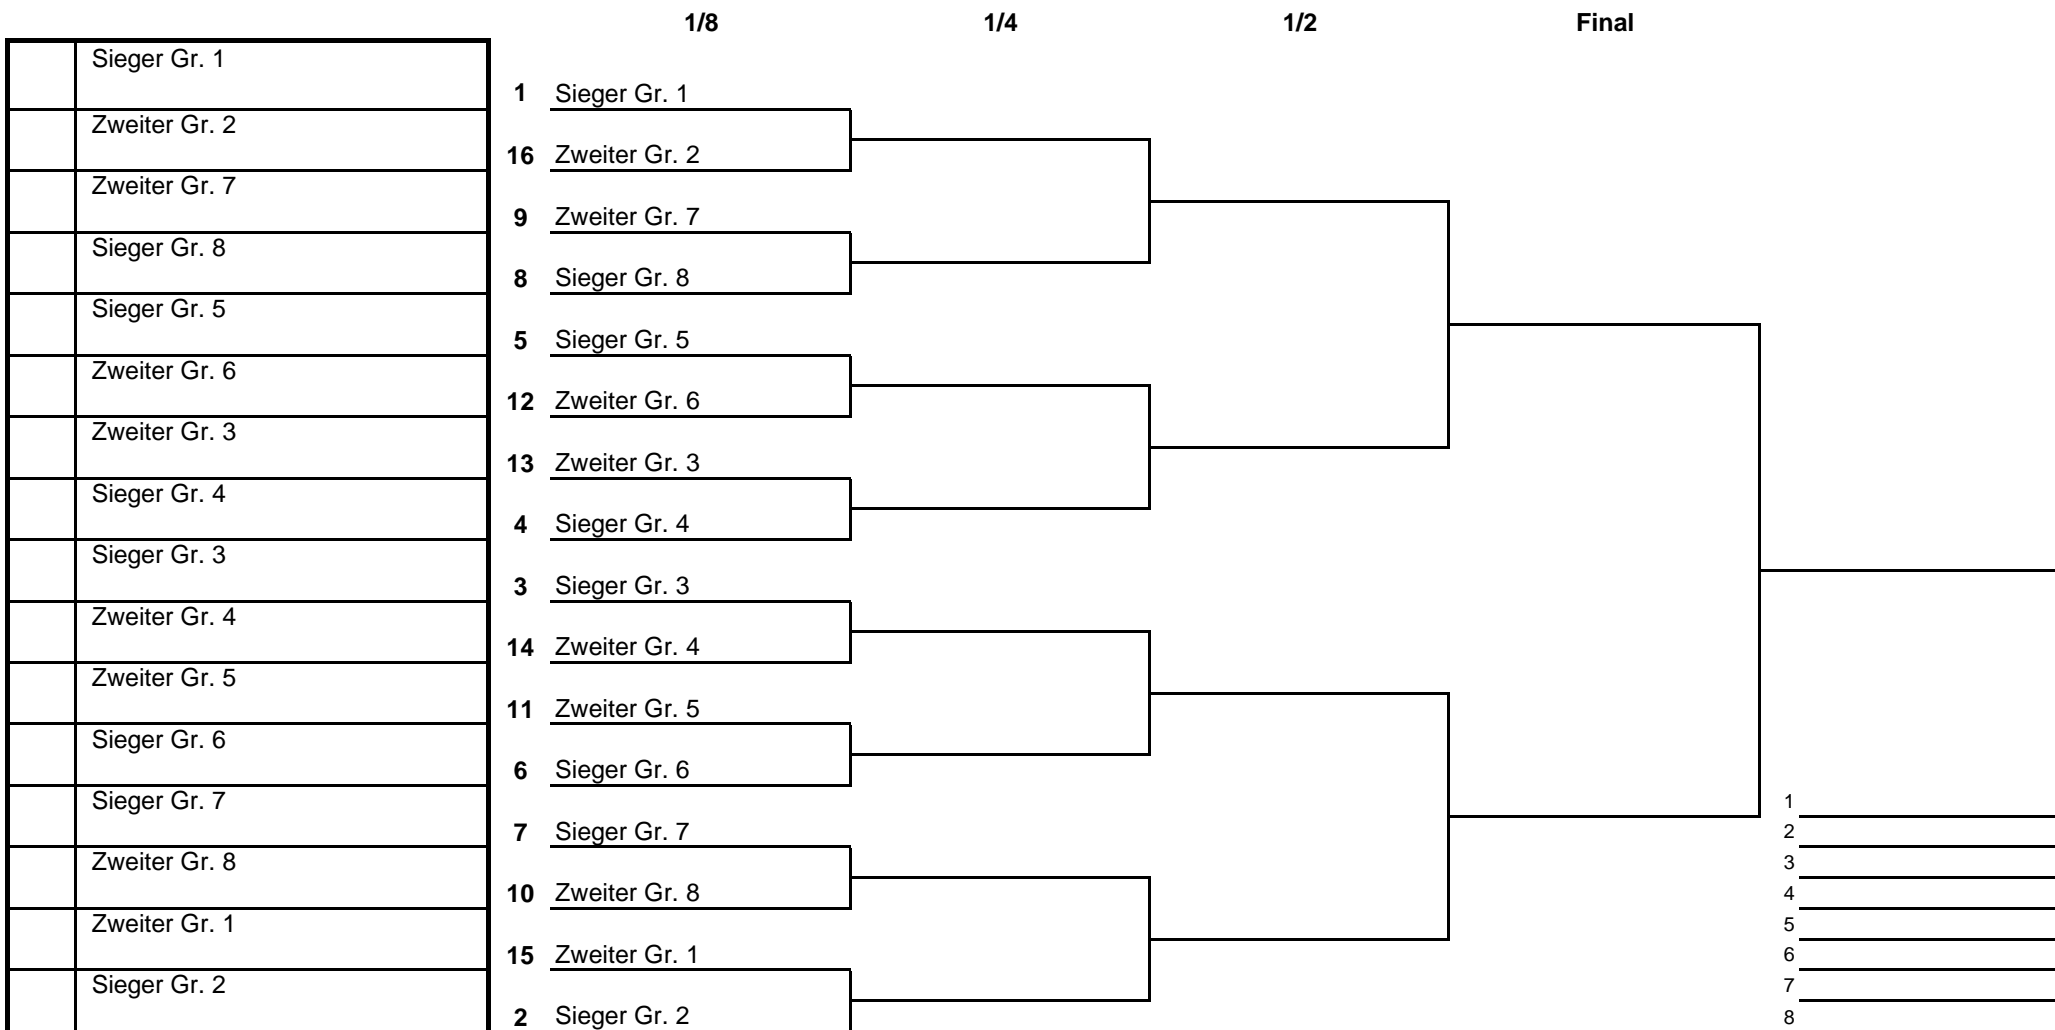 1/8 1/4 1/2 Final
Sieger Gr. 1
Zweiter Gr. 2
Zweiter Gr. 7
Sieger Gr. 8
Sieger Gr. 5
Zweiter Gr. 6
Zweiter Gr. 3
Sieger Gr. 4
Sieger Gr. 3
Zweiter Gr. 4
Zweiter Gr. 5
Sieger Gr. 6
Sieger Gr. 7
Zweiter Gr. 8
Zweiter Gr. 1
Sieger Gr. 2
1 Sieger Gr. 1
16 Zweiter Gr. 2
9 Zweiter Gr. 7
8 Sieger Gr. 8
5 Sieger Gr. 5
12 Zweiter Gr. 6
13 Zweiter Gr. 3
4 Sieger Gr. 4
3 Sieger Gr. 3
14 Zweiter Gr. 4
11 Zweiter Gr. 5
6 Sieger Gr. 6
7 Sieger Gr. 7
10 Zweiter Gr. 8
15 Zweiter Gr. 1
2 Sieger Gr. 2
1
2
3
4
5
6
7
8